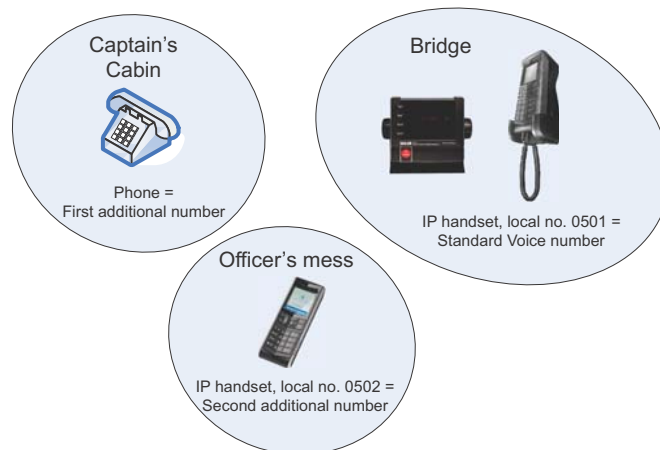 Captain's
Cabin
Phone =
First additional number
Bridge
IP handset, local no. 0501 =
Standard Voice number
Officer's mess
IP handset, local no. 0502 =
Second additional number